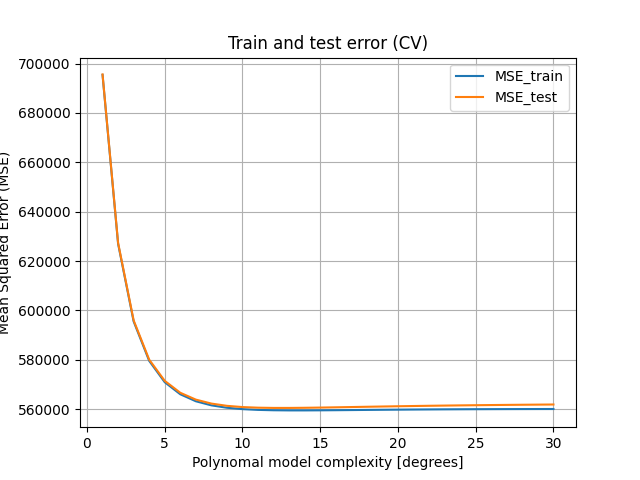 Train and test error (CV)
MSE_train
MSE_test
Mean Squared Error (MSE)
700000
680000
660000
640000
620000
600000
580000
560000
0 5 10 15 20 25 30
Polynomal model complexity [degrees]